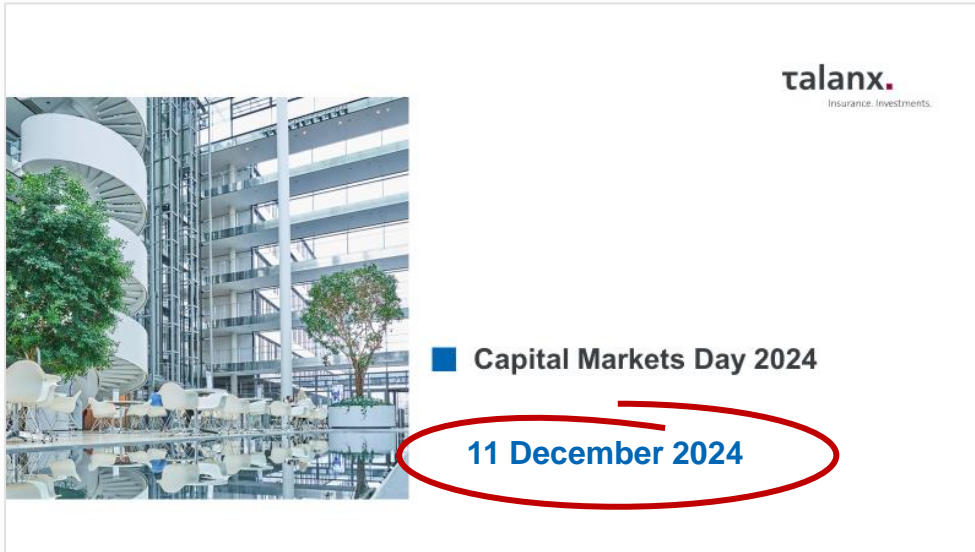 talanx.
Insurance. Investments.
Capital Markets Day 2024
11 December 2024